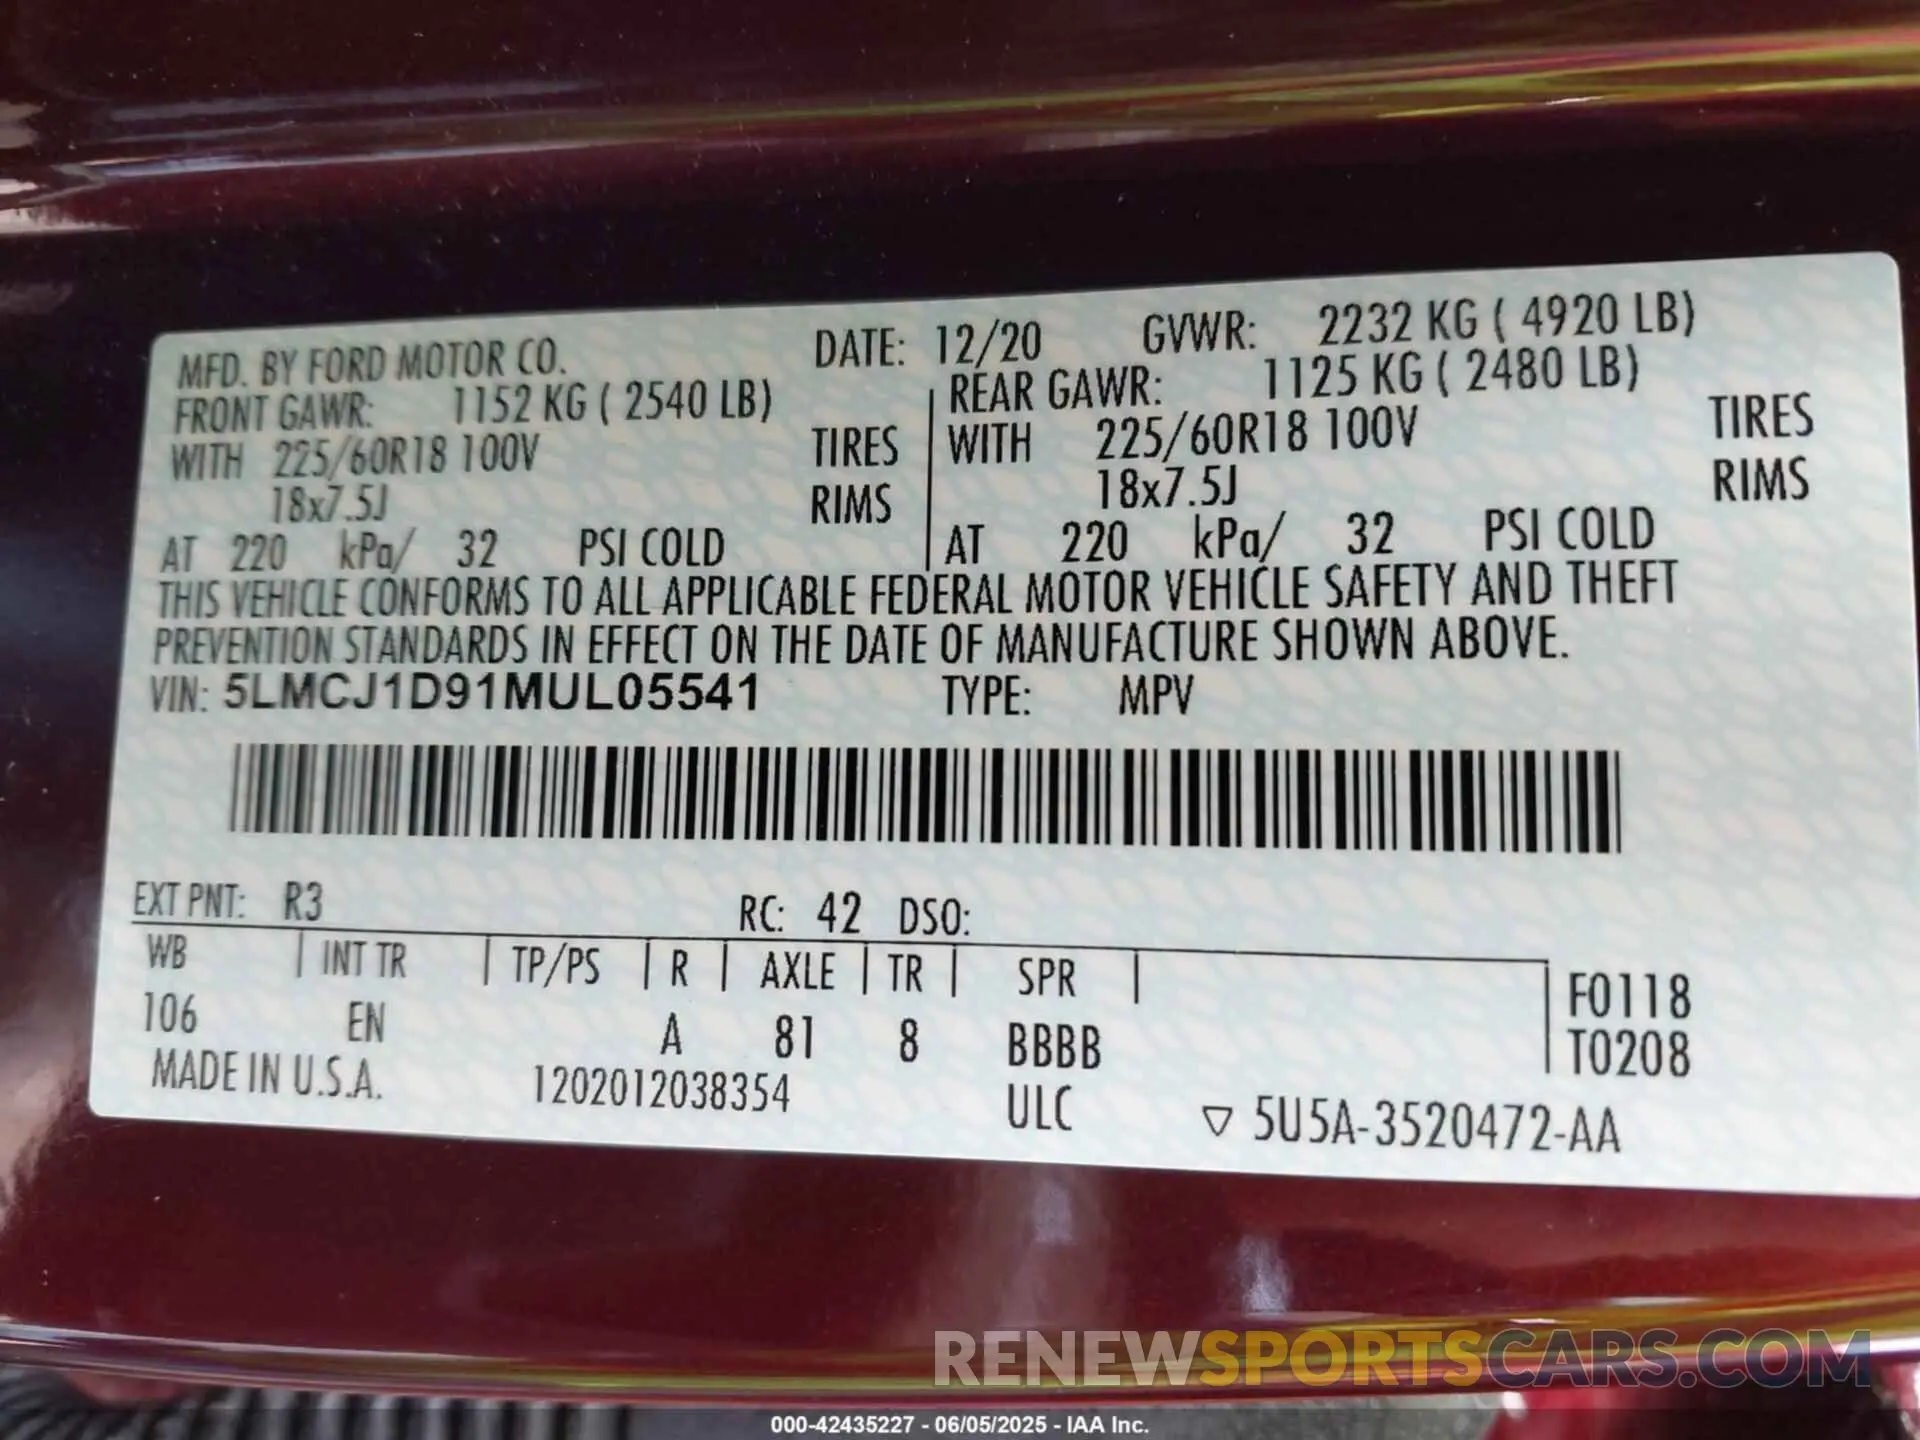 MFD. BY FORD MOTOR CO. DATE: 12/20 GVWR: 2232 KG ( 4920 LB)
FRONT GAWR: 1152 KG ( 2540 LB) REAR GAWR: 1125 KG ( 2480 LB)
WITH 225/60R18 100V TIRES WITH 225/60R18 100V TIRES
18x7.5J RIMS 18x7.5J RIMS
AT 220 kPa/ 32 PSI COLD AT 220 kPa/ 32 PSI COLD
THIS VEHICLE CONFORMS TO ALL APPLICABLE FEDERAL MOTOR VEHICLE SAFETY AND THEFT
PREVENTION STANDARDS IN EFFECT ON THE DATE OF MANUFACTURE SHOWN ABOVE.
VIN: 5LMCJ1D91MUL05541 TYPE: MPV
EXT PNT: R3 RC: 42 DSO:
WB INT TR TP/PS R AXLE TR SPR F0118
106 EN A 81 8 BBBB T0208
MADE IN U.S.A. 1202012038354 ULC ▽ 5U5A-3520472-AA
RENEWSPORTSCARS.COM
000-42435227 - 06/05/2025 - IAA Inc.